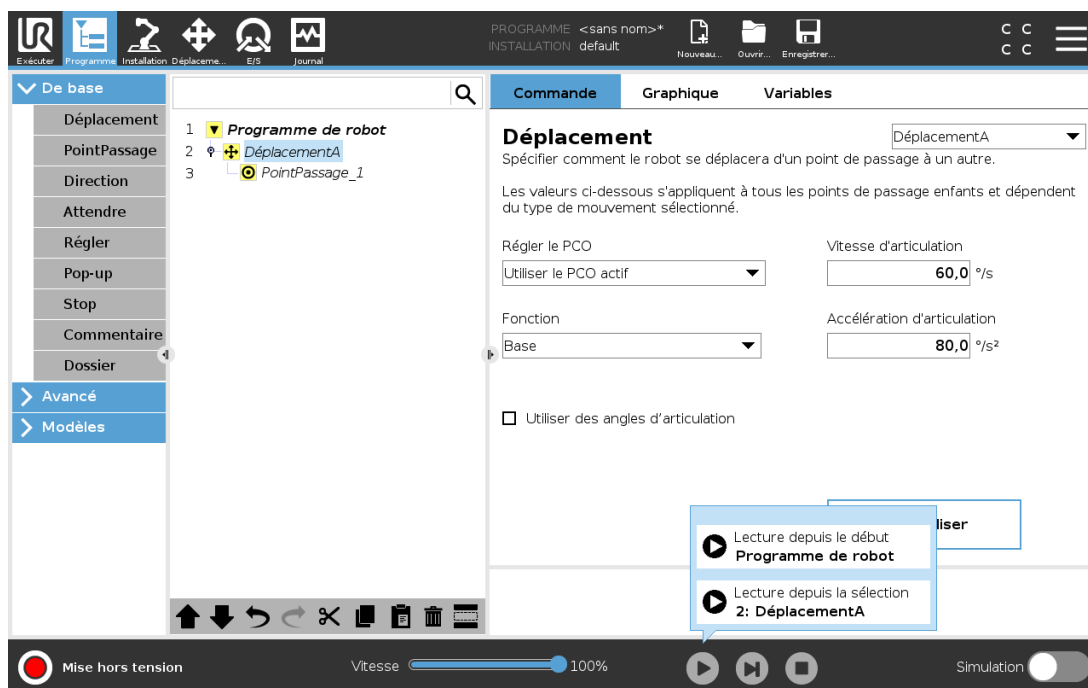 UR
Exécuter
Programme
Installation
Déplaceme...
E/S
Journal
PROGRAMME <sans nom>*
INSTALLATION default
Nouveau...
Ouvrir...
Enregistrer...
C C
C C
De base
Déplacement
PointPassage
Direction
Attendre
Régler
Pop-up
Stop
Commentaire
Dossier
Avancé
Modèles
1 Programme de robot
2 DéplacementA
3 PointPassage_1
Commande Graphique Variables
Déplacement
DéplacementA
Spécifier comment le robot se déplacera d'un point de passage à un autre.
Les valeurs ci-dessous s'appliquent à tous les points de passage enfants et dépendent
du type de mouvement sélectionné.
Régler le PCO
Utiliser le PCO actif
Vitesse d'articulation
60,0 °/s
Fonction
Base
Accélération d'articulation
80,0 °/s²
Utiliser des angles d’articulation
liser
Lecture depuis le début
Programme de robot
Lecture depuis la sélection
2: DéplacementA
Mise hors tension
Vitesse 100%
Simulation